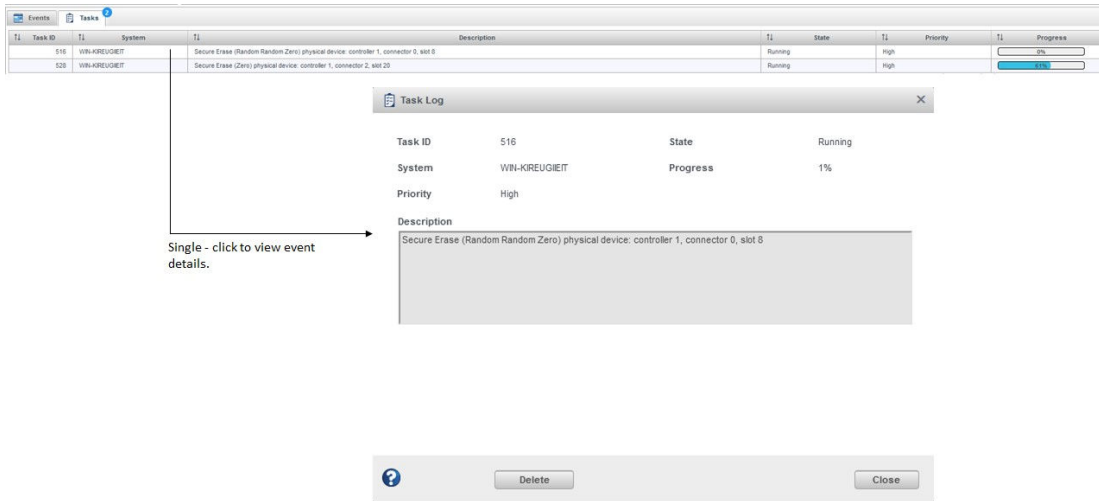 Events Tasks 2
Task ID System Description State Priority Progress
516 WIN-KIREUGIIEIT Secure Erase (Random Random Zero) physical device: controller 1, connector 0, slot 8 Running High 0%
528 WIN-KIREUGIIEIT Secure Erase (Zero) physical device: controller 1, connector 2, slot 20 Running High 61%
Task Log
Task ID 516 State Running
System WIN-KIREUGIIEIT Progress 1%
Priority High
Description
Secure Erase (Random Random Zero) physical device: controller 1, connector 0, slot 8
Single - click to view event
details.
? Delete Close